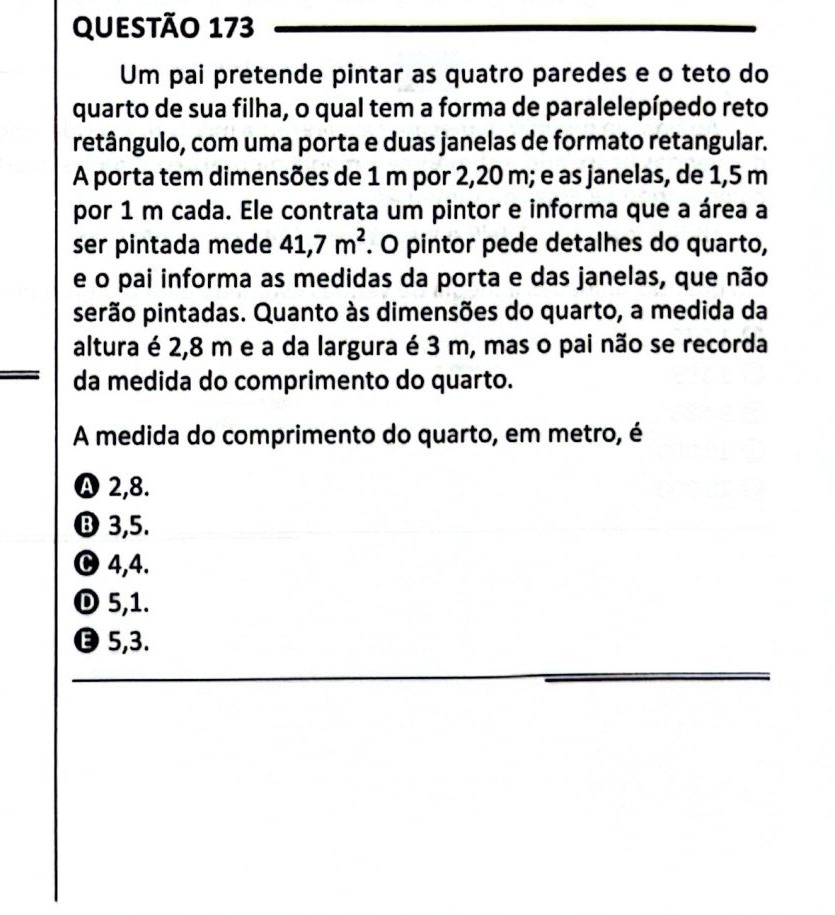 QUESTÃO 173
Um pai pretende pintar as quatro paredes e o teto do
quarto de sua filha, o qual tem a forma de paralelepípedo reto
retângulo, com uma porta e duas janelas de formato retangular.
A porta tem dimensões de 1 m por 2,20 m; e as janelas, de 1,5 m
por 1 m cada. Ele contrata um pintor e informa que a área a
ser pintada mede 41,7 m². O pintor pede detalhes do quarto,
e o pai informa as medidas da porta e das janelas, que não
serão pintadas. Quanto às dimensões do quarto, a medida da
altura é 2,8 m e a da largura é 3 m, mas o pai não se recorda
da medida do comprimento do quarto.
A medida do comprimento do quarto, em metro, é
A 2,8.
B 3,5.
C 4,4.
D 5,1.
E 5,3.